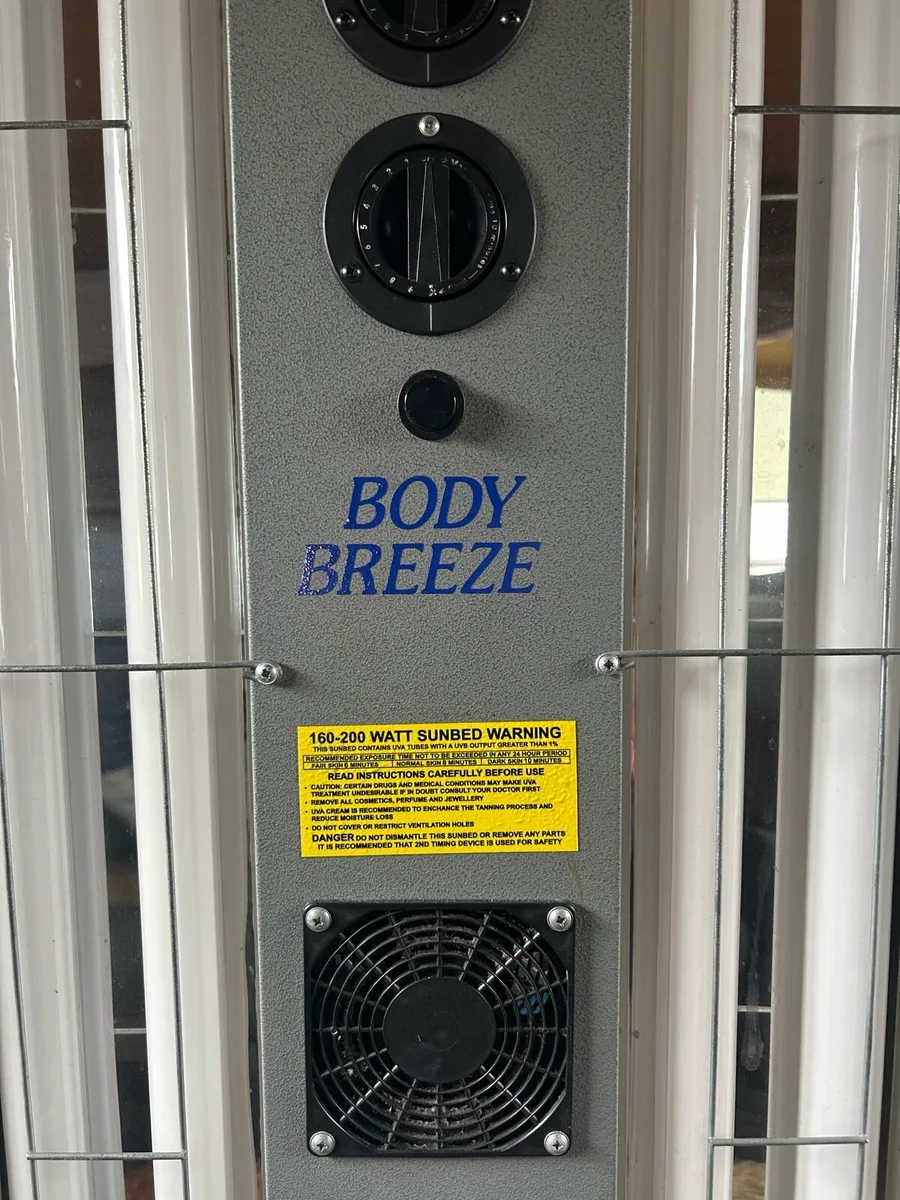 BODY
BREEZE
160-200 WATT SUNBED WARNING
THIS SUNBED CONTAINS UVA TUBES WITH A UVB OUTPUT GREATER THAN 1%
RECOMMENDED EXPOSURE TIME NOT TO BE EXCEEDED IN ANY 24 HOUR PERIOD
FAIR SKIN 6 MINUTES | NORMAL SKIN 8 MINUTES | DARK SKIN 10 MINUTES
READ INSTRUCTIONS CAREFULLY BEFORE USE
• CAUTION: CERTAIN DRUGS AND MEDICAL CONDITIONS MAY MAKE UVA
TREATMENT UNDESIRABLE IF IN DOUBT CONSULT YOUR DOCTOR FIRST
• REMOVE ALL COSMETICS, PERFUME AND JEWELLERY
• UVA CREAM IS RECOMMENDED TO ENCHANCE THE TANNING PROCESS AND
REDUCE MOISTURE LOSS
• DO NOT COVER OR RESTRICT VENTILATION HOLES
DANGER DO NOT DISMANTLE THIS SUNBED OR REMOVE ANY PARTS
IT IS RECOMMENDED THAT 2ND TIMING DEVICE IS USED FOR SAFETY